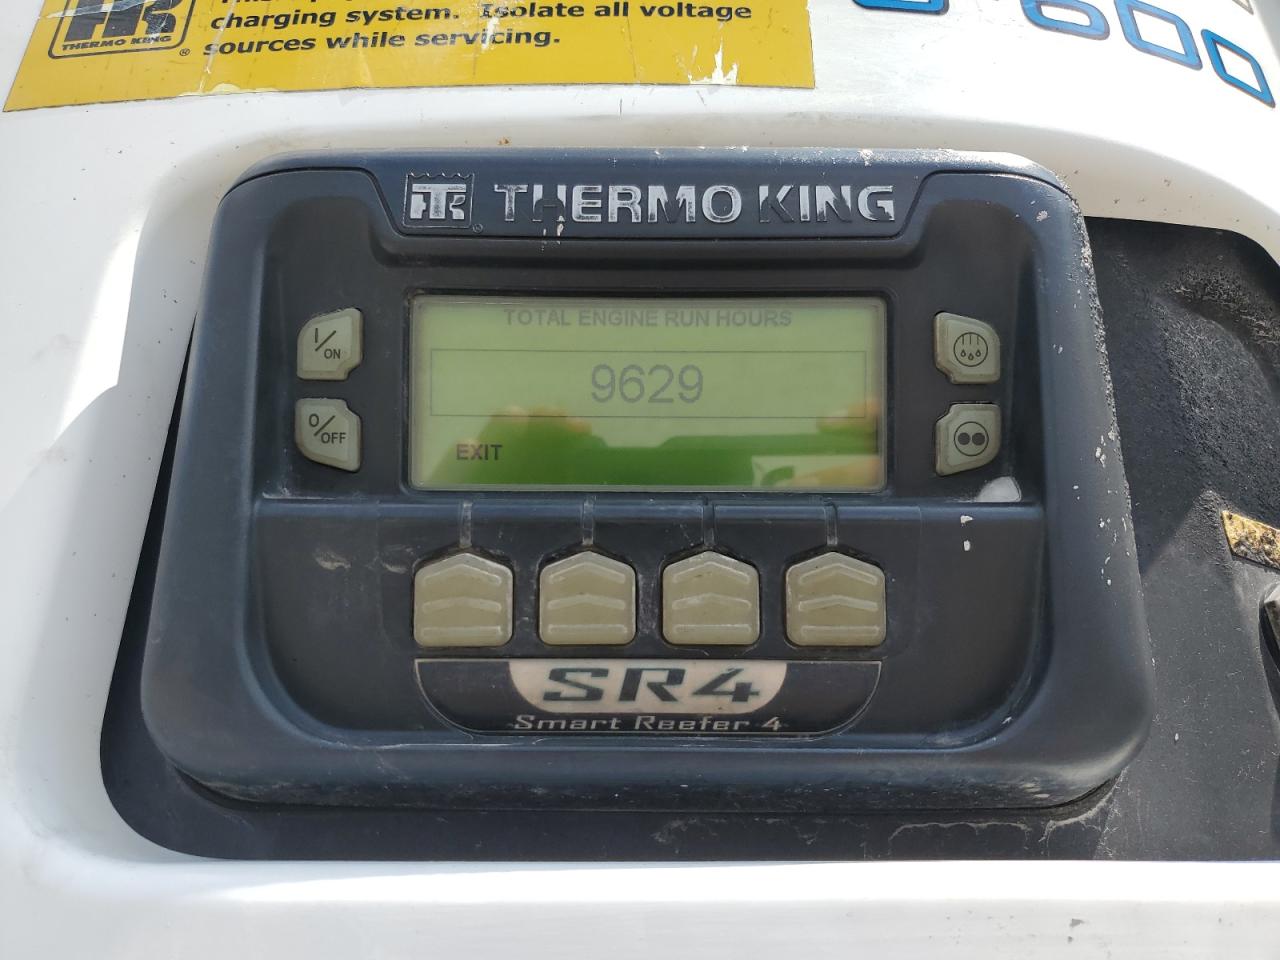 charging system. Isolate all voltage
sources while servicing.
THERMO KING
®
600
THERMO KING
®
TOTAL ENGINE RUN HOURS
9629
EXIT
I/ON
O/OFF
SR4
Smart Reefer 4